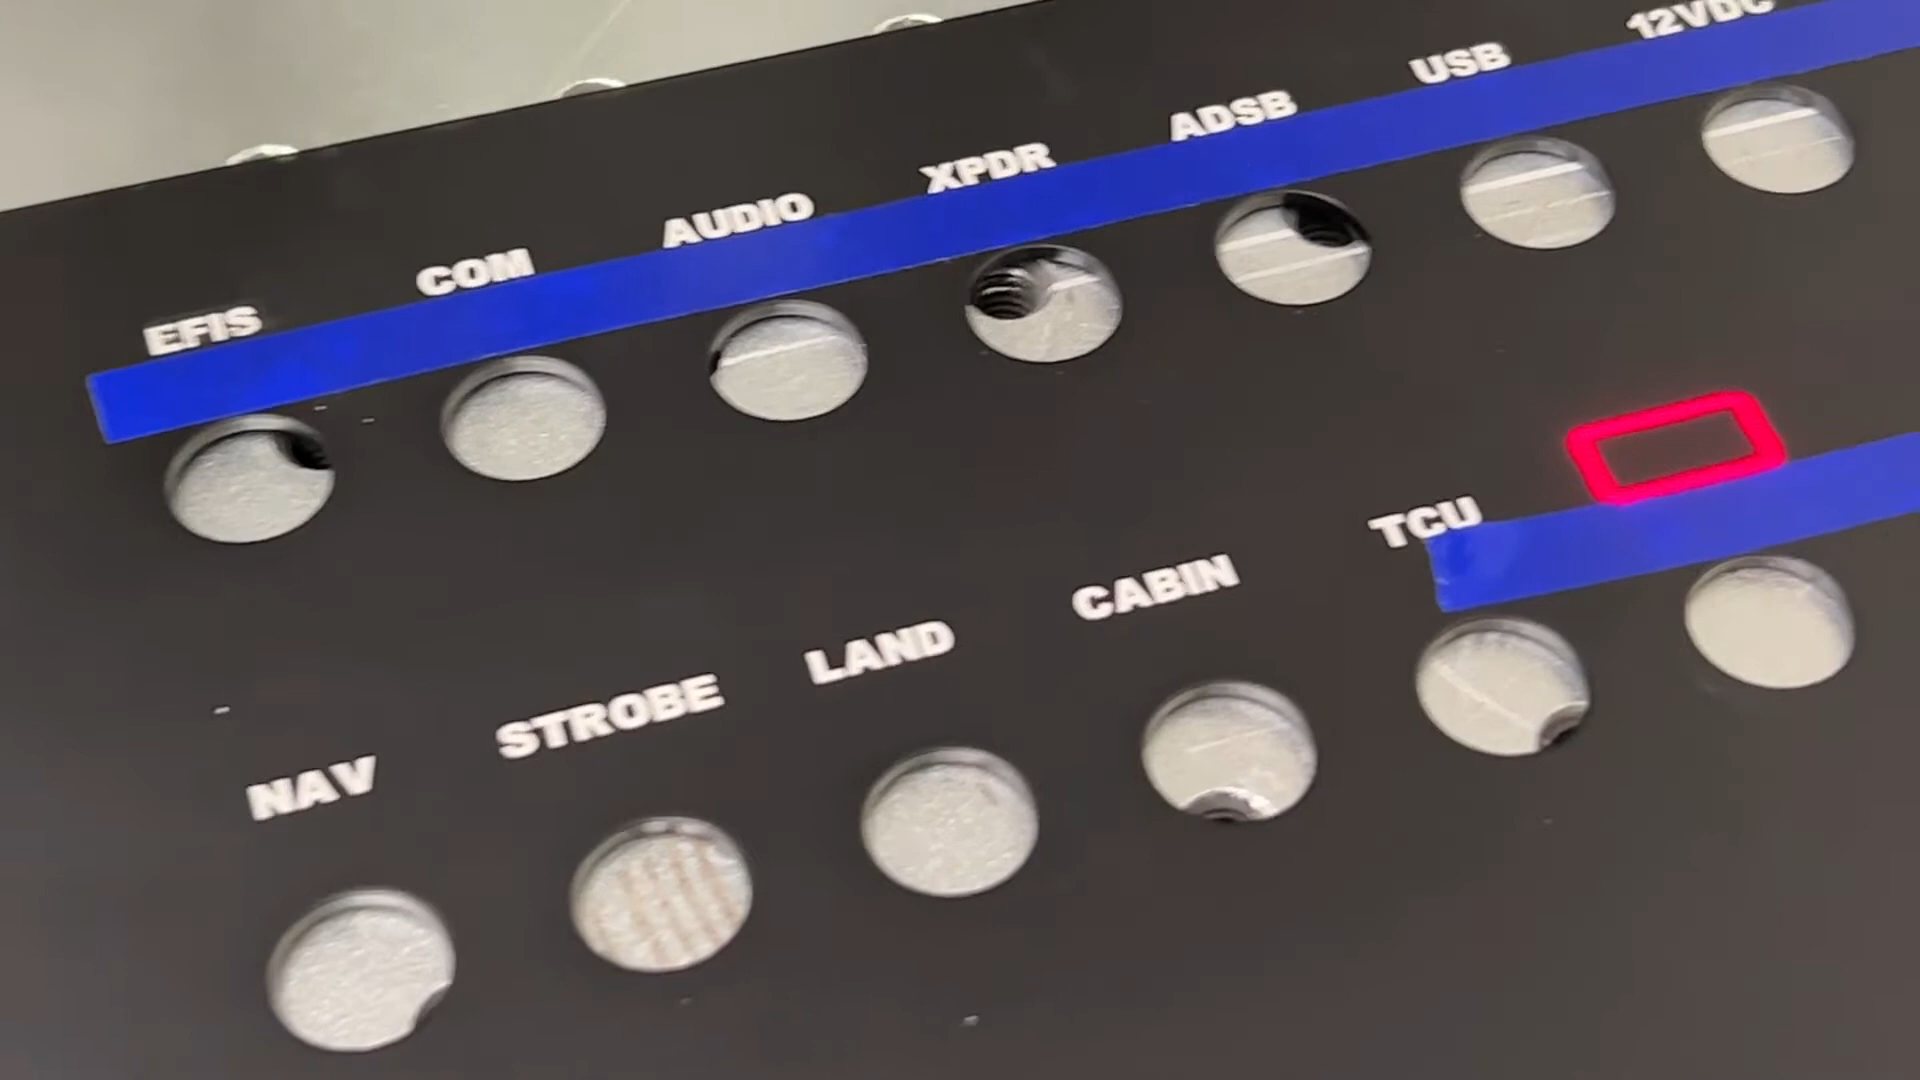 EFIS COM AUDIO XPDR ADSB USB 12VDC
NAV STROBE LAND CABIN TCU